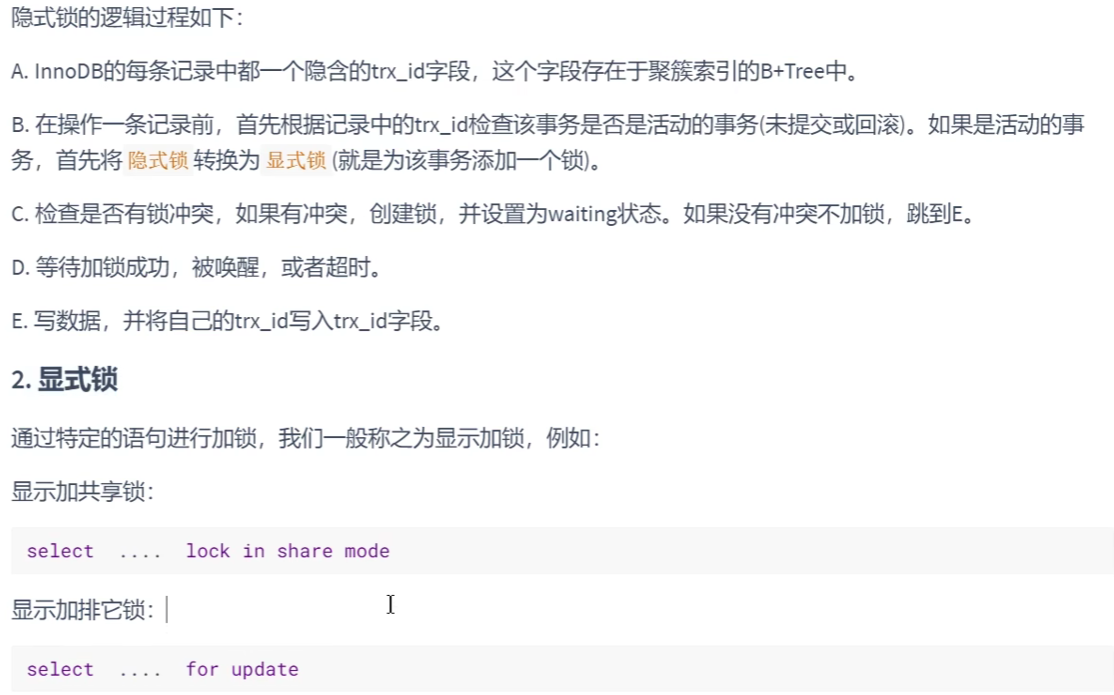 隐式锁的逻辑过程如下：
A. InnoDB的每条记录中都一个隐含的trx_id字段，这个字段存在于聚簇索引的B+Tree中。
B. 在操作一条记录前，首先根据记录中的trx_id检查该事务是否是活动的事务(未提交或回滚)。如果是活动的事
务，首先将 隐式锁 转换为 显式锁 (就是为该事务添加一个锁)。
C. 检查是否有锁冲突，如果有冲突，创建锁，并设置为waiting状态。如果没有冲突不加锁，跳到E。
D. 等待加锁成功，被唤醒，或者超时。
E. 写数据，并将自己的trx_id写入trx_id字段。
2. 显式锁
通过特定的语句进行加锁，我们一般称之为显示加锁，例如：
显示加共享锁：
select .... lock in share mode
显示加排它锁：
select .... for update